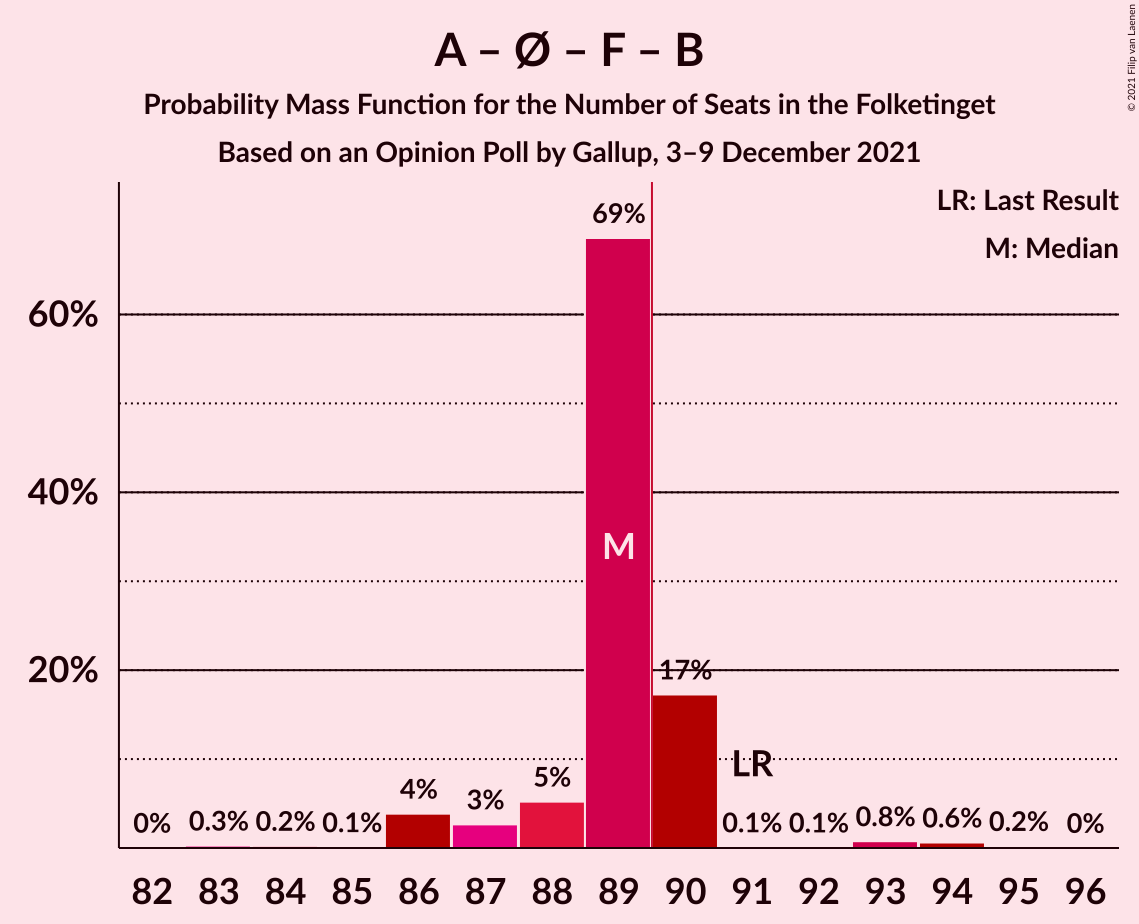 A – Ø – F – B
Probability Mass Function for the Number of Seats in the Folketinget
Based on an Opinion Poll by Gallup, 3–9 December 2021
© 2021 Filip van Laenen
LR: Last Result
M: Median
60%
40%
20%
0%
0.3%
0.2%
0.1%
4%
3%
5%
69%
M
17%
LR
0.1%
0.1%
0.8%
0.6%
0.2%
0%
82 83 84 85 86 87 88 89 90 91 92 93 94 95 96